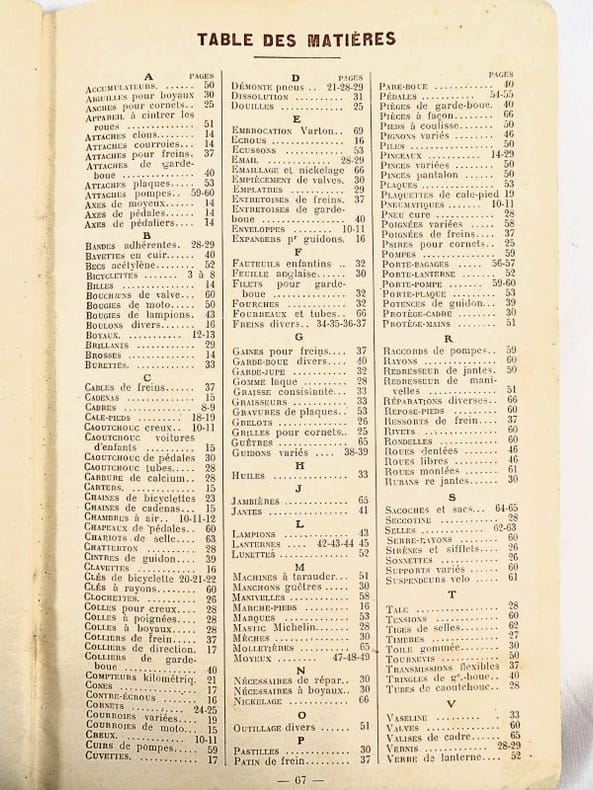 TABLE DES MATIÈRES
A PAGES
ACCUMULATEURS. ...... 50
AIGUILLES pour boyaux 30
ANCHES pour cornets.. 25
APPAREIL à cintrer les
roues ............... 51
ATTACHES clous....... 14
ATTACHES courroies... 14
ATTACHES pour freins. 37
ATTACHES de garde-
boue ............... 40
ATTACHES plaques..... 53
ATTACHES pompes.. 59-60
AXES de moyeux...... 14
AXES de pédales...... 14
AXES de pédaliers.... 14
B
BANDES adhérentes. 28-29
BAVETTES en cuir..... 40
BECS acétylène....... 52
BICYCLETTES ..... 3 à 8
BILLES .............. 14
BOUCHONS de valve... 60
BOUGIES de moto..... 50
BOUGIES de lampions. 43
BOULONS divers....... 16
BOYAUX. ......... 12-13
BRILLANTS .......... 29
BROSSES ............ 14
BURETTES. .......... 33
C
CABLES de freins...... 37
CADENAS ............ 15
CADRES ............ 8-9
CALE-PIEDS ....... 18-19
CAOUTCHOUC creux.. 10-11
CAOUTCHOUC voitures
d'enfants .......... 15
CAOUTCHOUC de pédales 30
CAOUTCHOUC tubes..... 28
CARBURE de calcium.. 28
CARTERS. ............ 15
CHAINES de bicyclettes 23
CHAINES de cadenas... 15
CHAMBRES à air.. 10-11-12
CHAPEAUX de pédales.. 60
CHARIOTS de selle.... 63
CHATTERTON ......... 28
CINTRES de guidon.... 39
CLAVETTES .......... 16
CLÉS de bicyclette 20-21-22
CLÉS à rayons........ 60
CLOCHETTES. ........ 26
COLLES pour creux.... 28
COLLES à poignées.... 28
COLLES à boyaux..... 28
COLLIERS de frein..... 37
COLLIERS de direction. 17
COLLIERS de garde-
boue ............... 40
COMPTEURS kilométriq. 21
CONES .............. 17
CONTRE-ÉCROUS ...... 16
CORNETS ......... 24-25
COURROIES variées.... 19
COURROIES de moto... 15
CREUX. ........... 10-11
CUIRS de pompes..... 59
CUVETTES. .......... 17
D PAGES
DÉMONTE pneus .. 21-28-29
DISSOLUTION ......... 31
DOUILLES ............ 25
E
EMBROCATION Varton.. 69
ECROUS ............. 16
ECUSSONS ........... 53
EMAIL ............ 28-29
EMAILLAGE et nickelage 66
EMPIÈCEMENT de valves. 30
EMPLATRES .......... 29
ENTRETOISES de freins. 37
ENTRETOISES de garde-
boue ............... 40
ENVELOPPES ...... 10-11
EXPANDERS pr guidons. 16
F
FAUTEUILS enfantins .. 32
FEUILLE anglaise...... 30
FILETS pour garde-
boue ............... 32
FOURCHES ........... 32
FOURREAUX et tubes.. 66
FREINS divers.. 34-35-36-37
G
GAINES pour freins.... 37
GARDE-BOUE divers.... 40
GARDE-JUPE .......... 32
GOMME laque ........ 28
GRAISSE consistante... 33
GRAISSEURS ......... 33
GRAVURES de plaques.. 53
GRELOTS ............ 26
GRILLES pour cornets.. 25
GUÊTRES ............ 65
GUIDONS variés .... 38-39
H
HUILES ............. 33
J
JAMBIÈRES .......... 65
JANTES ............. 41
L
LAMPIONS ........... 43
LANTERNES .... 42-43-44 45
LUNETTES ........... 52
M
MACHINES à tarauder... 51
MANCHONS guêtres .... 30
MANIVELLES .......... 58
MARCHE-PIEDS ....... 16
MARQUES ........... 53
MASTIC Michelin...... 28
MÈCHES ............. 30
MOLLETIÈRES ........ 65
MOYEUX ....... 47-48-49
N
NÉCESSAIRES de répar.. 30
NÉCESSAIRES à boyaux.. 30
NICKELAGE .......... 66
O
OUTILLAGE divers ..... 51
P
PASTILLES ........... 30
PATIN de frein........ 37
PAGES
PARE-BOUE .......... 40
PÉDALES .......... 54-55
PIÈGES de garde-boue. 40
PIÈCES à façon....... 66
PIEDS à coulisse...... 50
PIGNONS variés ...... 46
PILES ............... 50
PINCEAUX ........ 14-29
PINCES variées ....... 50
PINCES pantalon ..... 50
PLAQUES ............ 53
PLAQUETTES de cale-pied 19
PNEUMATIQUES ..... 10-11
PNEU cure .......... 28
POIGNÉES variées .... 58
POIGNÉES de freins.... 37
PSIRES pour cornets.. 25
POMPES ............. 59
PORTE-BAGAGES .... 56-57
PORTE-LANTERNE ..... 52
PORTE-POMPE ...... 59-60
PORTE-PLAQUE ....... 53
POTENCES de guidon... 39
PROTÈGE-CADRE ...... 30
PROTÈGE-MAINS ...... 51
R
RACCORDS de pompes.. 59
RAYONS ............. 60
REDRESSEUR de jantes. 50
REDRESSEUR de mani-
velles .............. 51
RÉPARATIONS diverses.. 66
REPOSE-PIEDS ........ 60
RESSORTS de frein..... 37
RIVETS ............. 60
RONDELLES .......... 60
ROUES dentées ....... 46
ROUES libres ........ 46
ROUES montées ...... 61
RUBANS re jantes..... 30
S
SACOCHES et sacs... 64-65
SECCOTINE ........... 28
SELLES ........... 62-63
SERRE-RAYONS ....... 60
SIRÈNES et sifflets.... 26
SONNETTES .......... 26
SUPPORTS variés ..... 60
SUSPENDEURS velo .... 61
T
TALC ............... 28
TENSIONS ........... 60
TIGES de selles....... 62
TIMBRES ............ 27
TOILE gommée....... 30
TOURNEVIS .......... 50
TRANSMISSIONS flexibles 37
TRINGLES de ge.-boue.. 40
TUBES de caoutchouc.. 28
V
VASELINE ........... 33
VALVES ............. 60
VALISES de cadre...... 65
VERNIS ........... 28-29
VERRE de lanterne.... 52
— 67 —